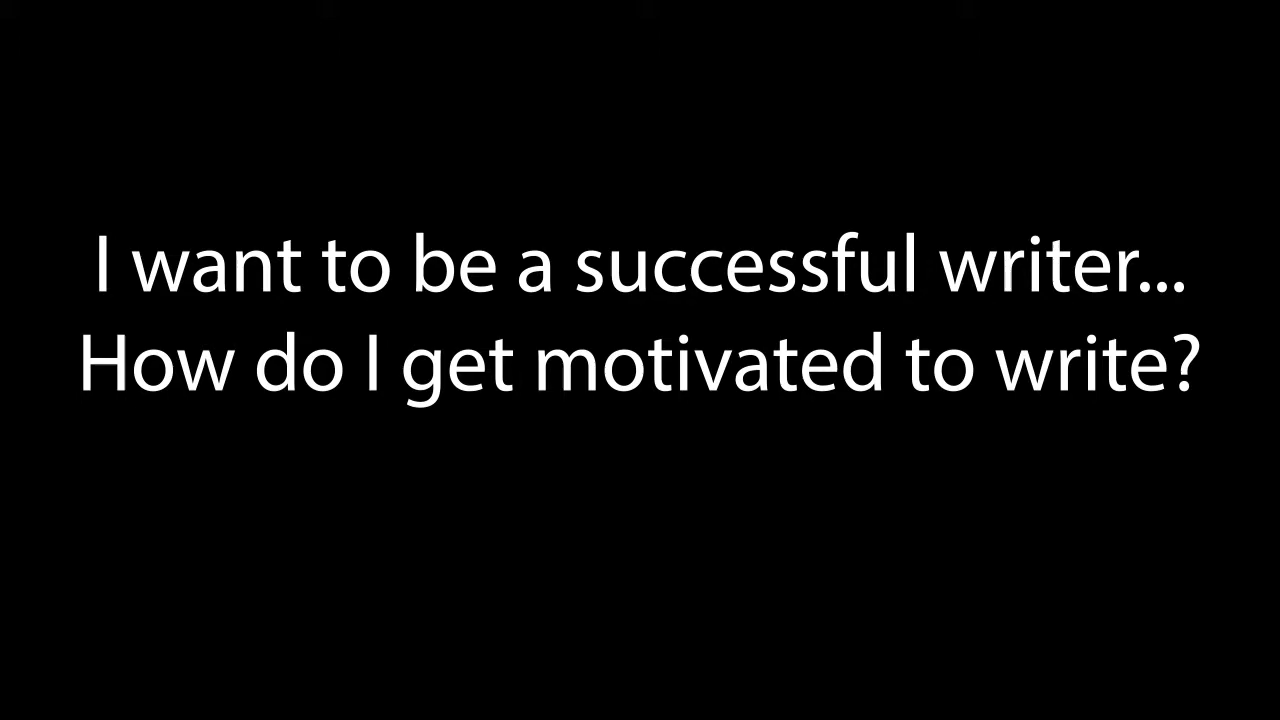 I want to be a successful writer...
How do I get motivated to write?